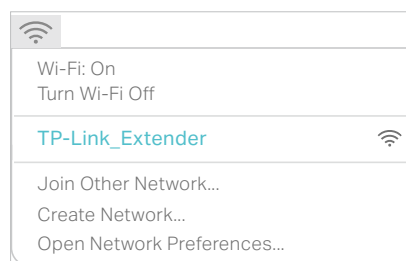 Wi-Fi: On
Turn Wi-Fi Off
TP-Link_Extender
Join Other Network...
Create Network...
Open Network Preferences...